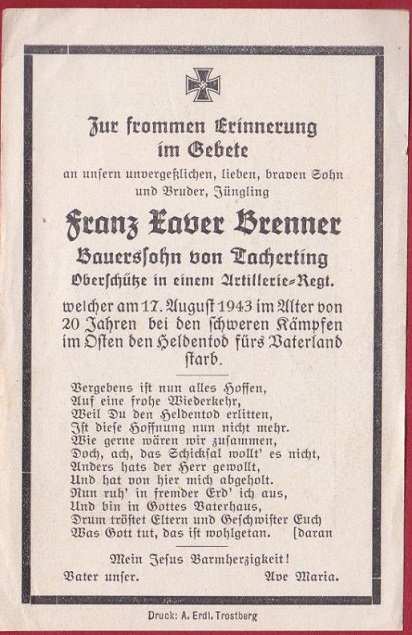 Zur frommen Erinnerung
im Gebete
an unsern unvergeßlichen, lieben, braven Sohn
und Bruder, Jüngling
Franz Xaver Brenner
Bauerssohn von Tacherting
Oberschütze in einem Artillerie-Regt.
welcher am 17. August 1943 im Alter von
20 Jahren bei den schweren Kämpfen
im Osten den Heldentod fürs Vaterland
starb.
Vergebens ist nun alles Hoffen,
Auf eine frohe Wiederkehr,
Weil Du den Heldentod erlitten,
Ist diese Hoffnung nun nicht mehr.
Wie gerne wären wir zusammen,
Doch, ach, das Schicksal wollt' es nicht,
Anders hats der Herr gewollt,
Und hat von hier mich abgeholt.
Nun ruh' in fremder Erd' ich aus,
Und bin in Gottes Vaterhaus,
Drum tröstet Eltern und Geschwister Euch
Was Gott tut, das ist wohlgetan. [daran
Mein Jesus Barmherzigkeit!
Vater unser. Ave Maria.
Druck: A. Erdl, Trostberg